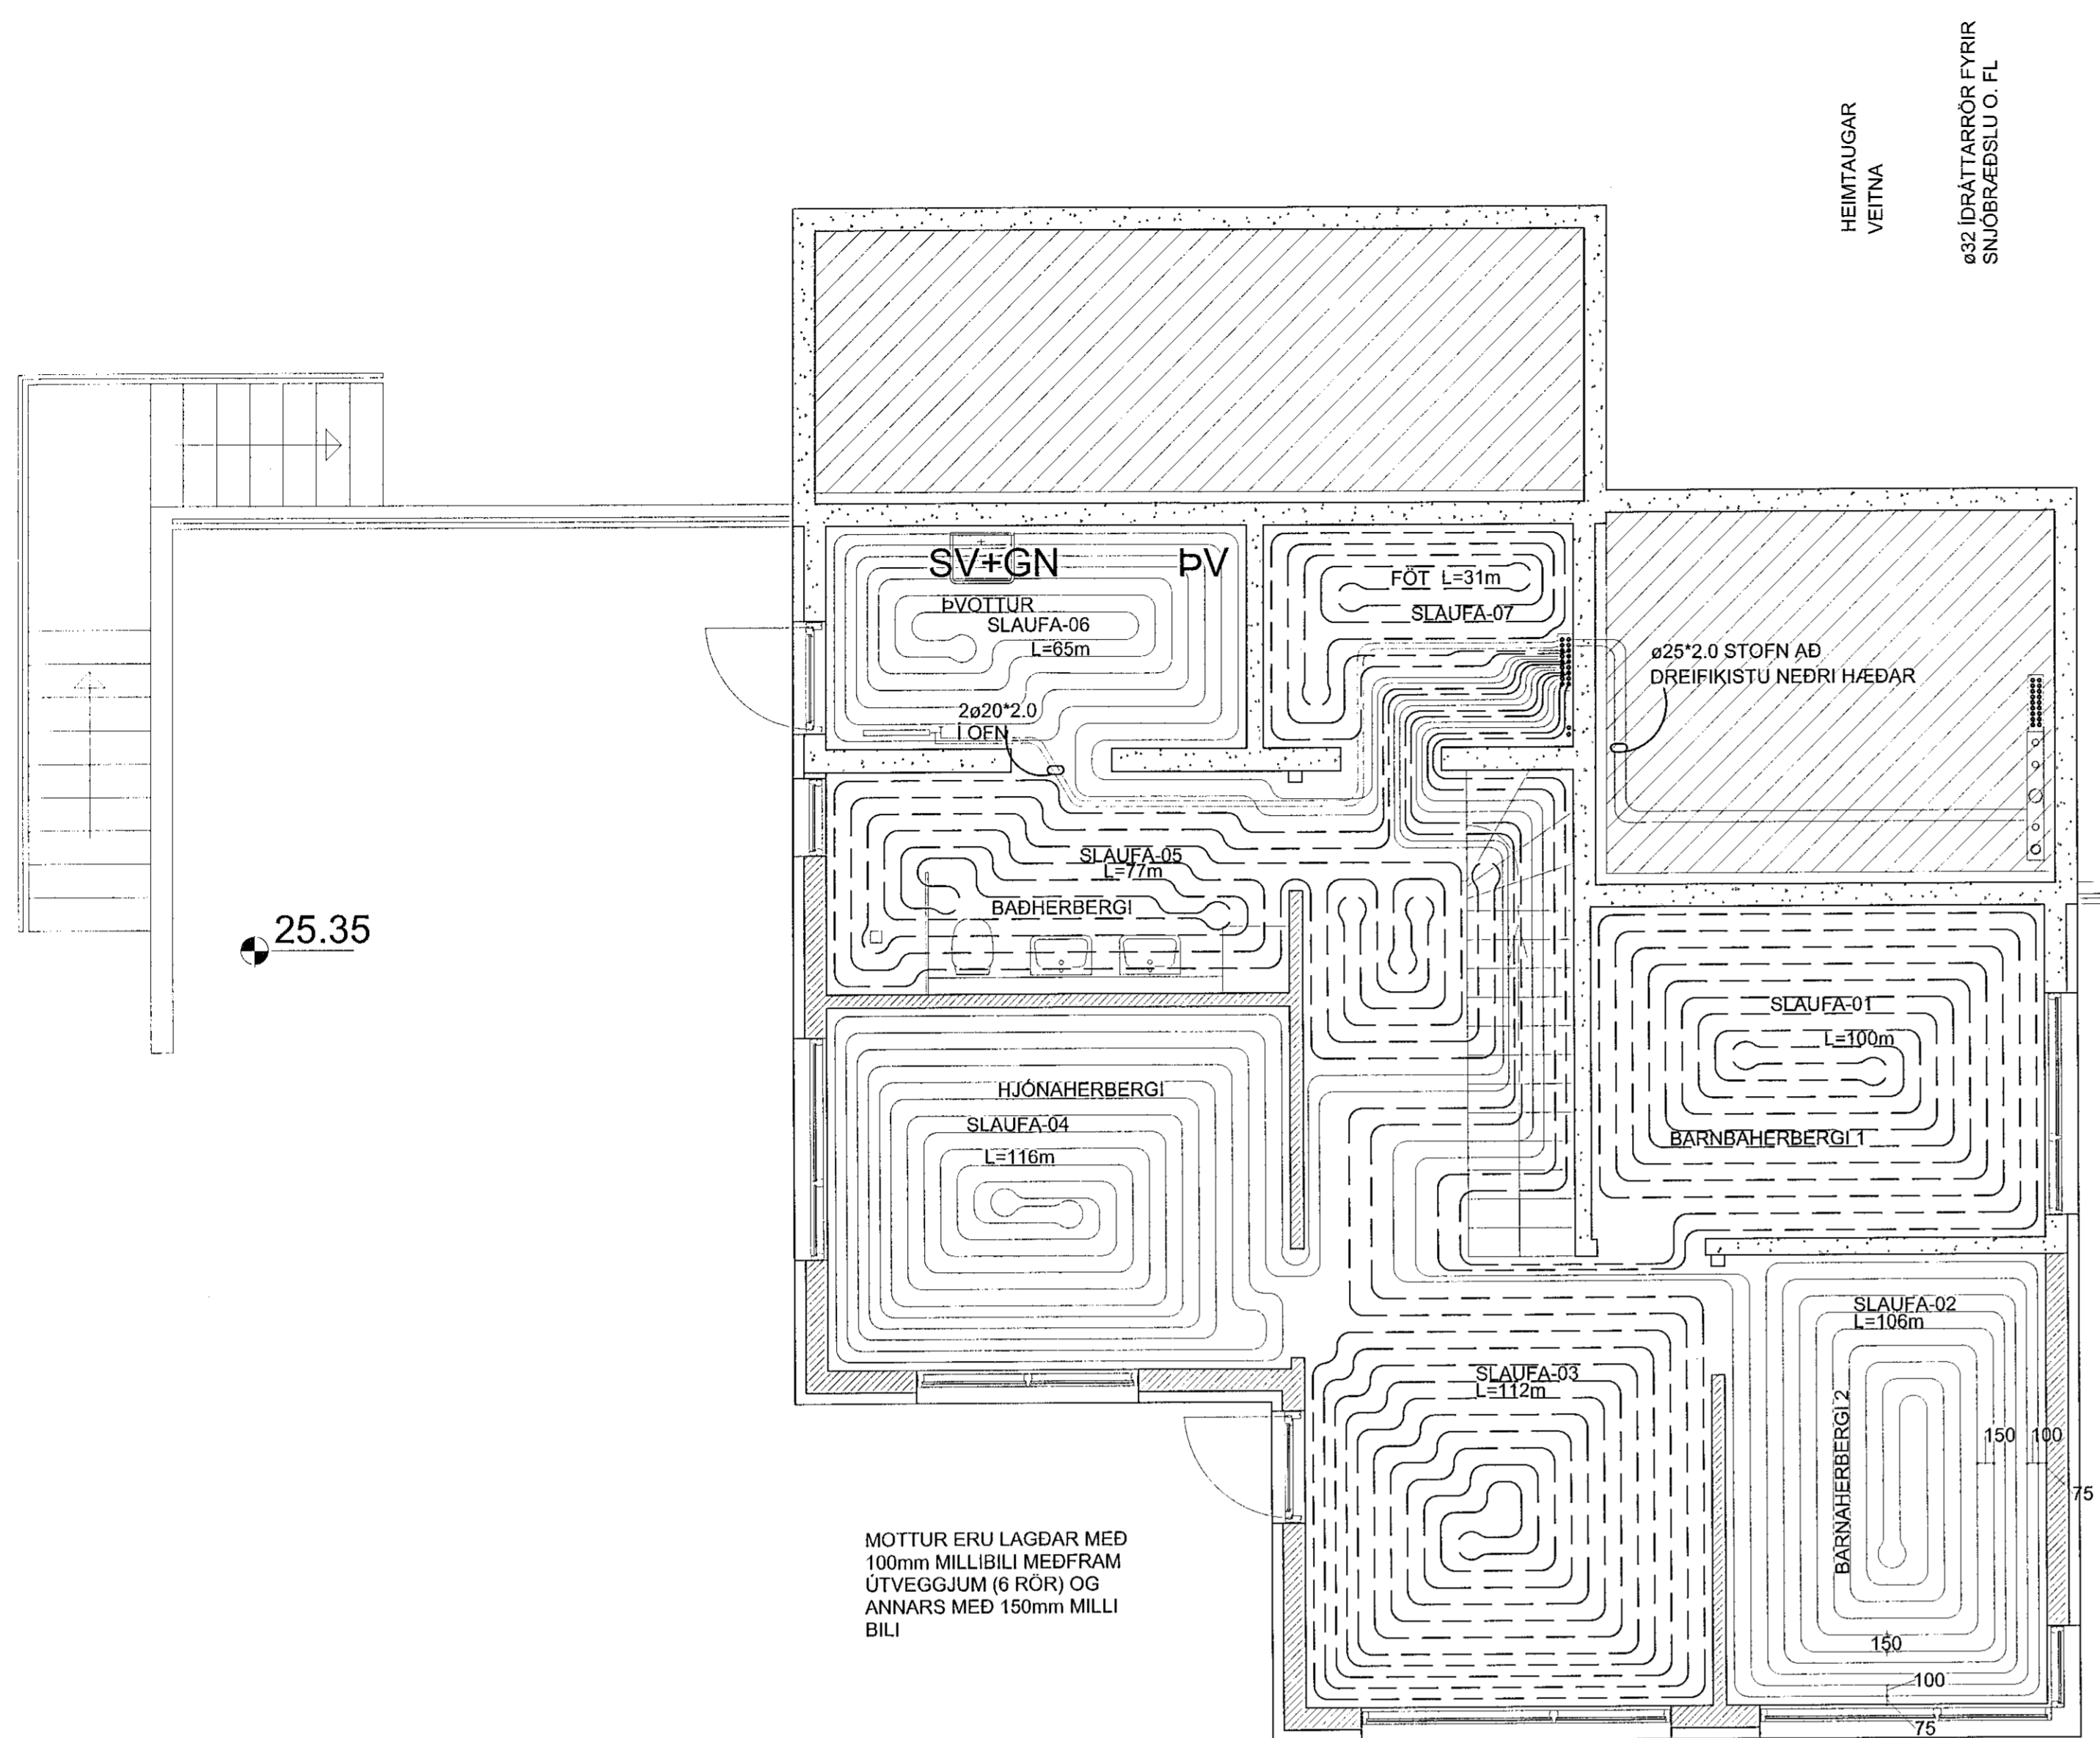 HEIMTAUGAR
VEITNA
ø32 ÍDRÁTTARRÖR FYRIR
SNJÓBRÆÐSLU O. FL
SV+GN
ÞV
ÞVOTTUR
SLAUFA-06
L=65m
2ø20*2.0
Í OFN
FÖT L=31m
SLAUFA-07
ø25*2.0 STOFN AÐ
DREIFIKISTU NEÐRI HÆÐAR
SLAUFA-05
L=77m
BAÐHERBERGI
25.35
SLAUFA-01
L=100m
BARNBAHERBERGI 1
HJÓNAHERBERGI
SLAUFA-04
L=116m
SLAUFA-02
L=106m
BARNAHERBERGI 2
150
100
75
150
100
75
SLAUFA-03
L=112m
MOTTUR ERU LAGÐAR MEÐ
100mm MILLIBILI MEÐFRAM
ÚTVEGGJUM (6 RÖR) OG
ANNARS MEÐ 150mm MILLI
BILI